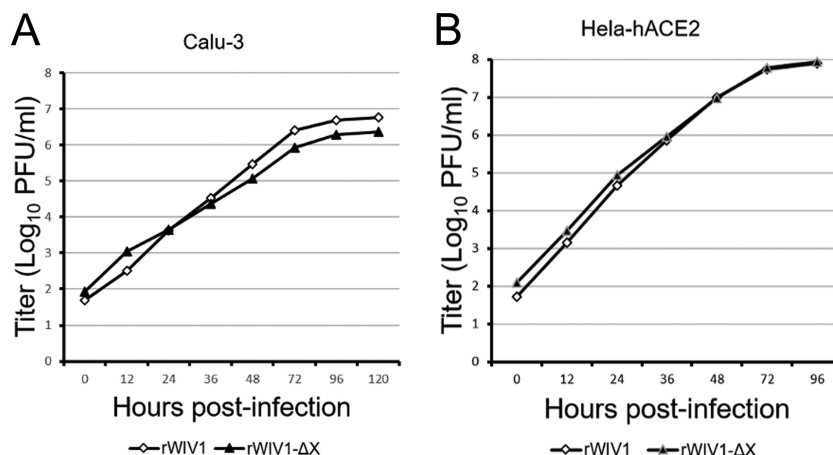 A
Calu-3
Titer (Log10 PFU/ml)
8
7
6
5
4
3
2
1
0
0 12 24 36 48 72 96 120
Hours post-infection
rWIV1 rWIV1-ΔX
B
Hela-hACE2
Titer (Log10 PFU/ml)
8
7
6
5
4
3
2
1
0
0 12 24 36 48 72 96
Hours post-infection
rWIV1 rWIV1-ΔX